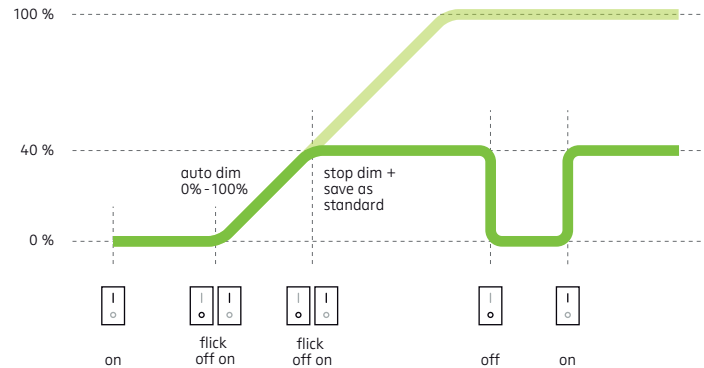 100 %
40 %
auto dim
0% - 100%
stop dim +
save as
standard
0 %
on
flick
off on
flick
off on
off
on